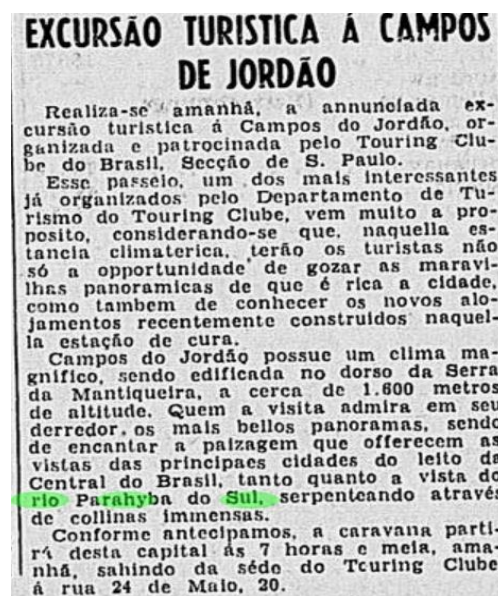 EXCURSÃO TURISTICA Á CAMPOS
DE JORDÃO
Realiza-se amanhã, a annunciada ex-
cursão turistica á Campos do Jordão, or-
ganizada e patrocinada pelo Touring Clu-
be do Brasil, Secção de S. Paulo.
Esse passeio, um dos mais interessantes
já organizados pelo Departamento de Tu-
rismo do Touring Clube, vem muito a pro-
posito, considerando-se que, naquella es-
tancia climaterica, terão os turistas não
só a opportunidade de gozar as maravi-
lhas panoramicas de que é rica a cidade,
como tambem de conhecer os novos alo-
jamentos recentemente construidos naquel-
la estação de cura.
Campos do Jordão possue um clima ma-
gnifico, sendo edificada no dorso da Serra
da Mantiqueira, a cerca de 1.600 metros
de altitude. Quem a visita admira em seu
derredor, os mais bellos panoramas, sendo
de encantar a paizagem que offerecem as
vistas das principaes cidades do leito da
Central do Brasil, tanto quanto a vista do
rio Parahyba do Sul, serpenteando através
de collinas immensas.
Conforme antecipamos, a caravana parti-
rá desta capital ás 7 horas e meia, ama-
nhã, sahindo da séde do Touring Clube
á rua 24 de Maio, 20.